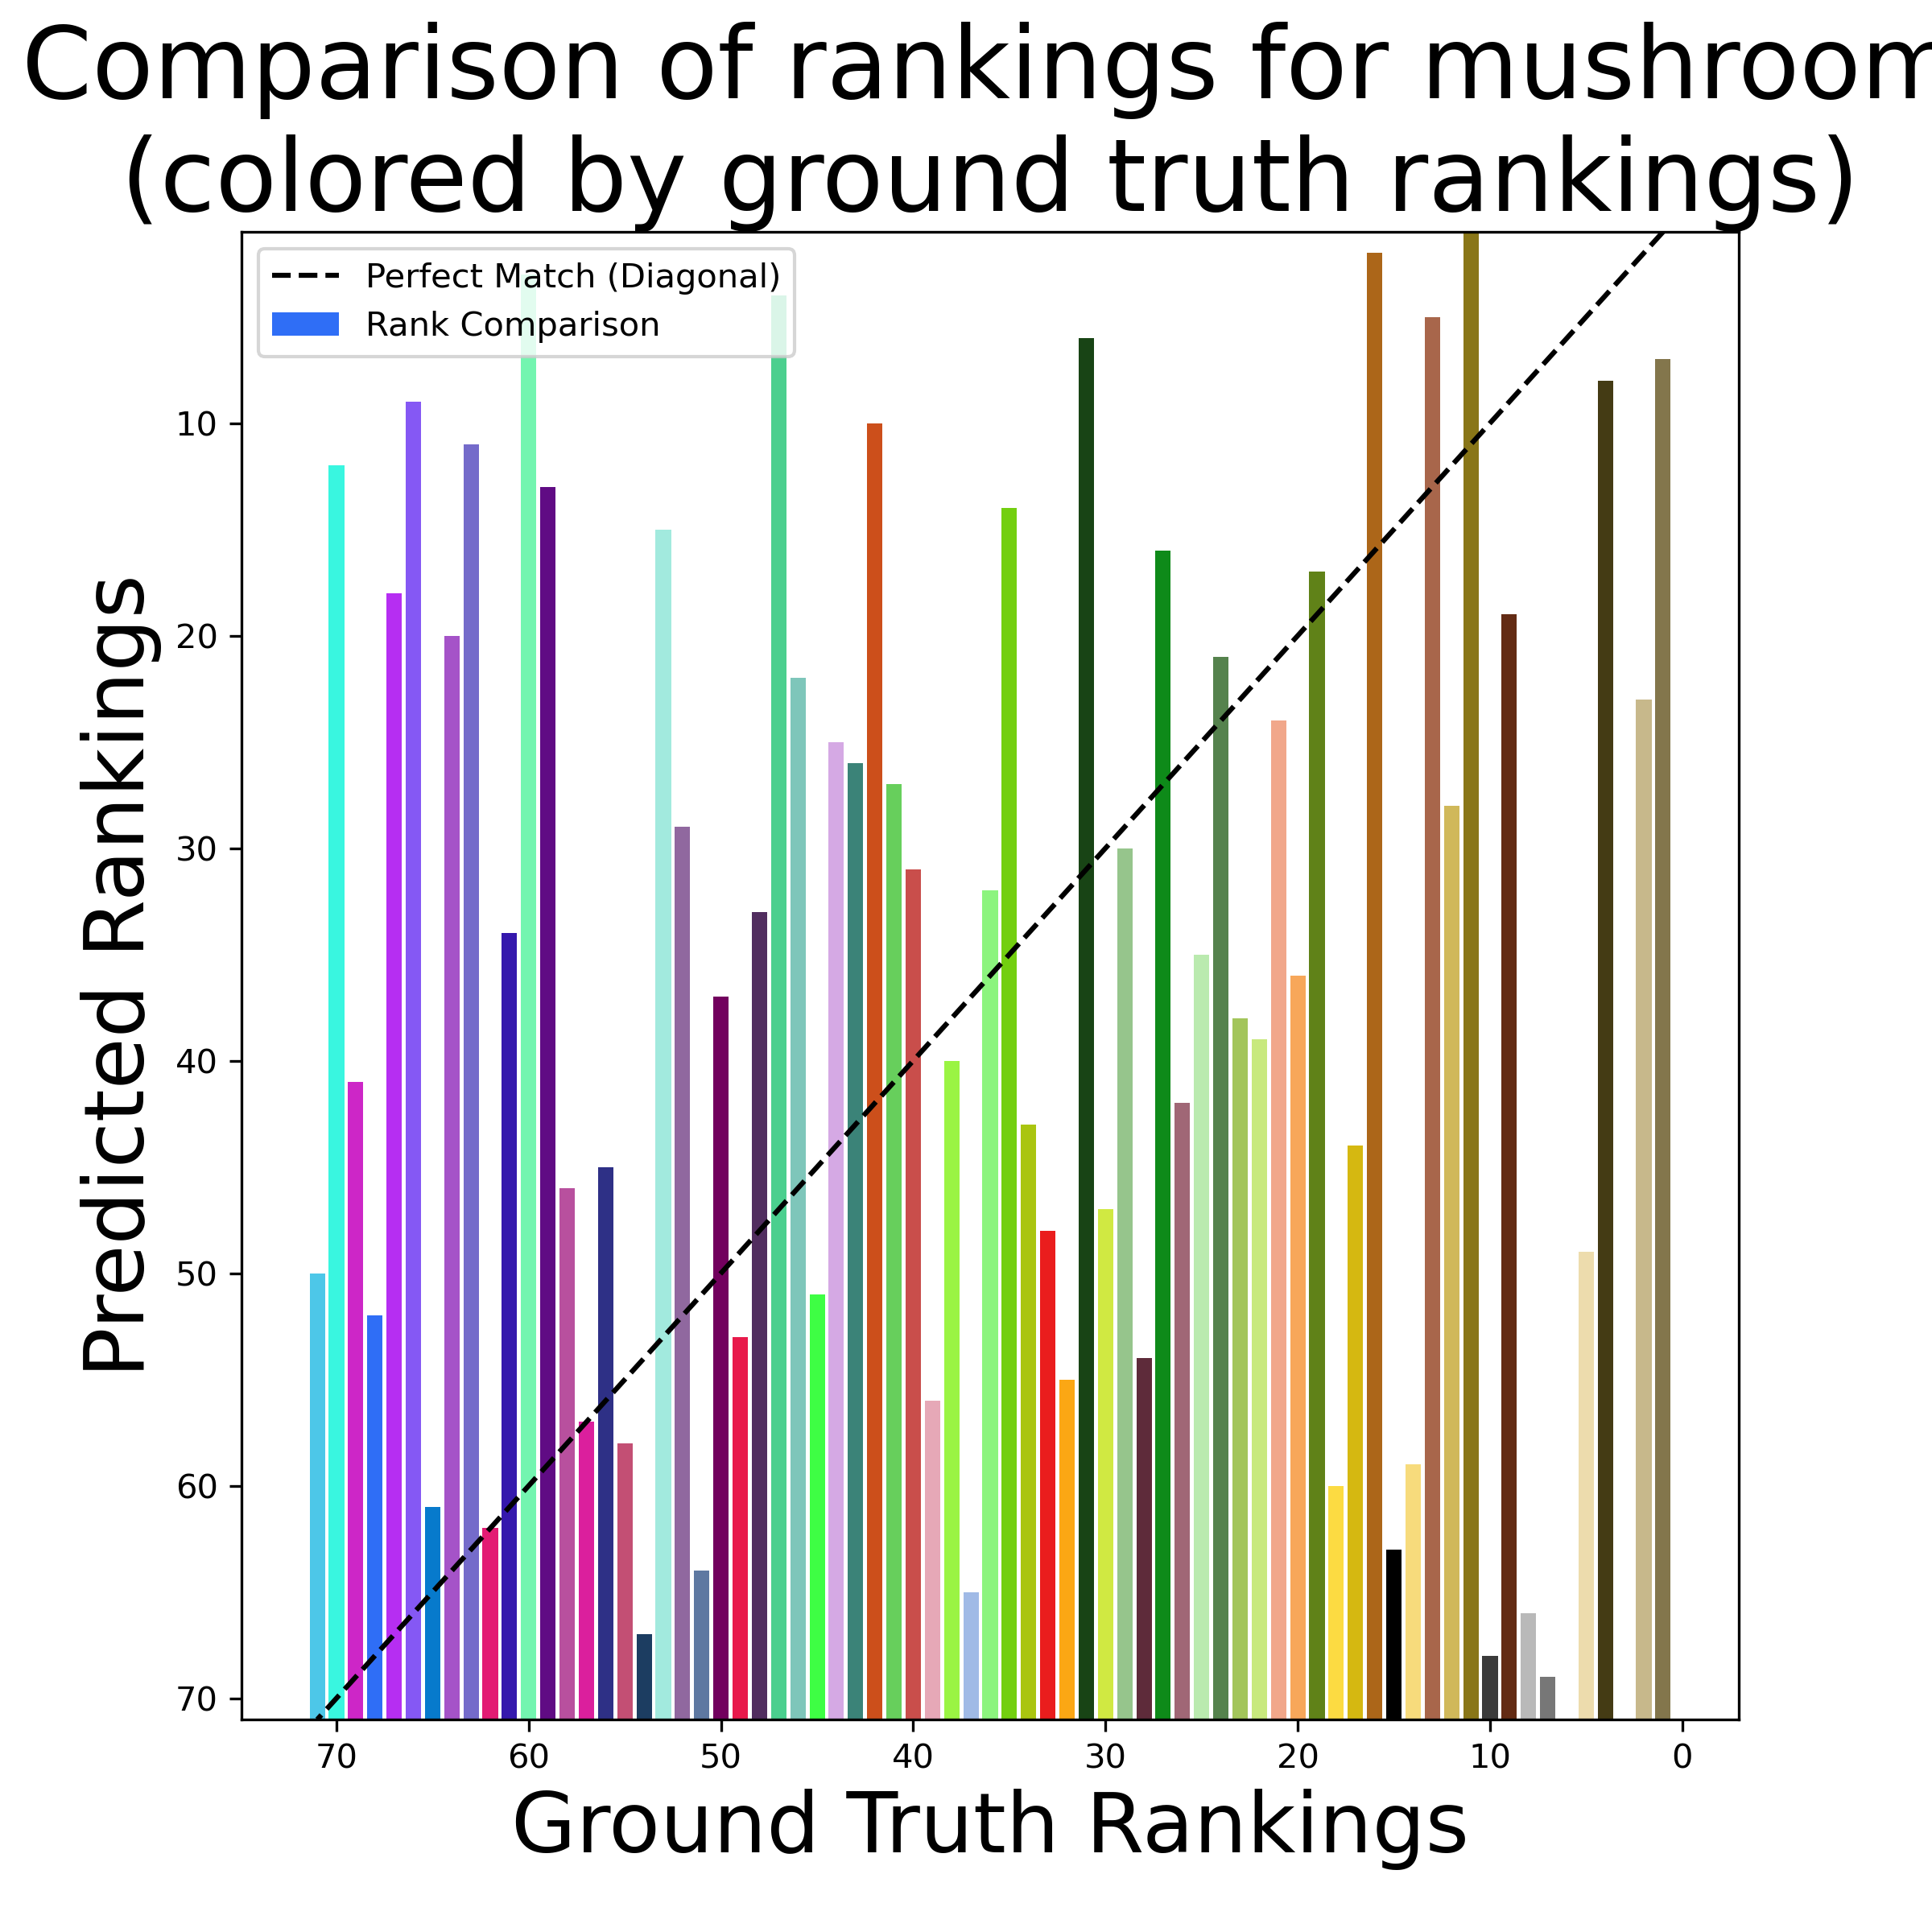 Comparison of rankings for mushroom
(colored by ground truth rankings)
Perfect Match (Diagonal)
Rank Comparison
Predicted Rankings
10
20
30
40
50
60
70
70 60 50 40 30 20 10 0
Ground Truth Rankings